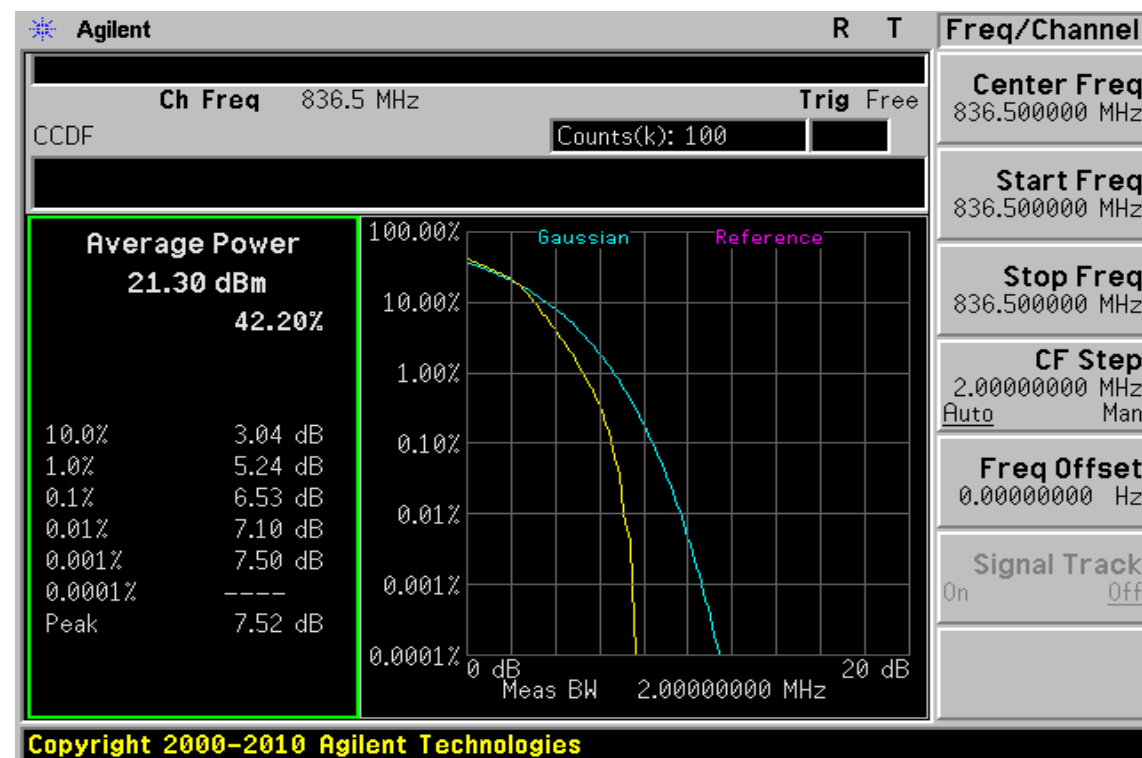 Agilent R T
Ch Freq 836.5 MHz Trig Free
CCDF Counts(k): 100
Average Power
21.30 dBm
42.20%
10.0% 3.04 dB
1.0% 5.24 dB
0.1% 6.53 dB
0.01% 7.10 dB
0.001% 7.50 dB
0.0001% ----
Peak 7.52 dB
Gaussian Reference
100.00%
10.00%
1.00%
0.10%
0.01%
0.001%
0.0001%
0 dB 20 dB
Meas BW 2.00000000 MHz
Freq/Channel
Center Freq
836.500000 MHz
Start Freq
836.500000 MHz
Stop Freq
836.500000 MHz
CF Step
2.00000000 MHz
Auto Man
Freq Offset
0.00000000 Hz
Signal Track
On Off
Copyright 2000-2010 Agilent Technologies